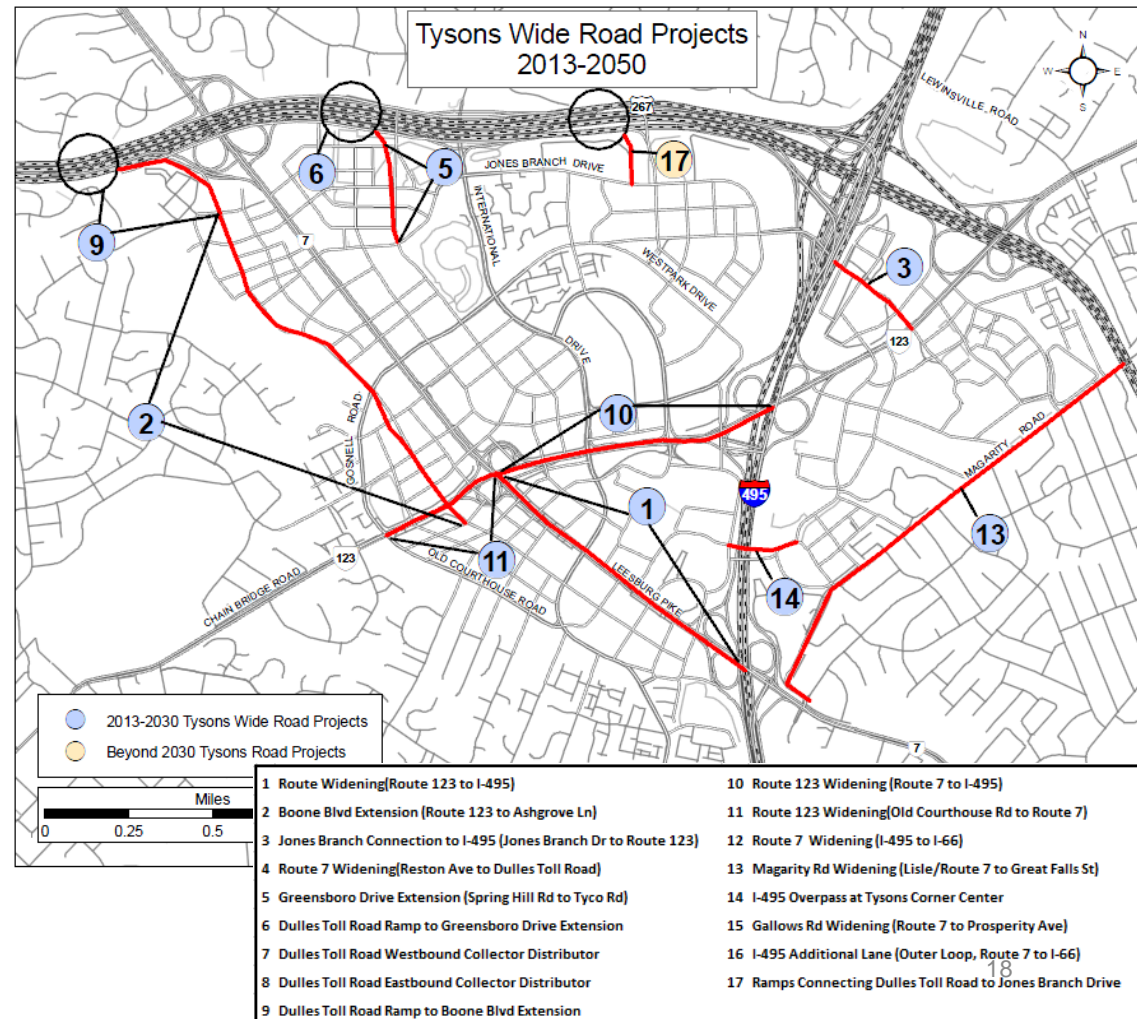 Tysons Wide Road Projects
2013-2050
N
W E
S
267
LEWINSVILLE ROAD
JONES BRANCH DRIVE
17
6
5
INTERNATIONAL
9
7
WESTPARK DRIVE
3
123
DRIVE
2
GOSNELL ROAD
10
MAGARITY ROAD
495
1
13
11
123
OLD COURTHOUSE ROAD
LEESBURG PIKE
14
CHAIN BRIDGE ROAD
7
2013-2030 Tysons Wide Road Projects
Beyond 2030 Tysons Road Projects
Miles
0 0.25 0.5
1 Route Widening(Route 123 to I-495)
2 Boone Blvd Extension (Route 123 to Ashgrove Ln)
3 Jones Branch Connection to I-495 (Jones Branch Dr to Route 123)
4 Route 7 Widening(Reston Ave to Dulles Toll Road)
5 Greensboro Drive Extension (Spring Hill Rd to Tyco Rd)
6 Dulles Toll Road Ramp to Greensboro Drive Extension
7 Dulles Toll Road Westbound Collector Distributor
8 Dulles Toll Road Eastbound Collector Distributor
9 Dulles Toll Road Ramp to Boone Blvd Extension
10 Route 123 Widening (Route 7 to I-495)
11 Route 123 Widening(Old Courthouse Rd to Route 7)
12 Route 7 Widening (I-495 to I-66)
13 Magarity Rd Widening (Lisle/Route 7 to Great Falls St)
14 I-495 Overpass at Tysons Corner Center
15 Gallows Rd Widening (Route 7 to Prosperity Ave)
16 I-495 Additional Lane (Outer Loop, Route 7 to I-66)
17 Ramps Connecting Dulles Toll Road to Jones Branch Drive
18